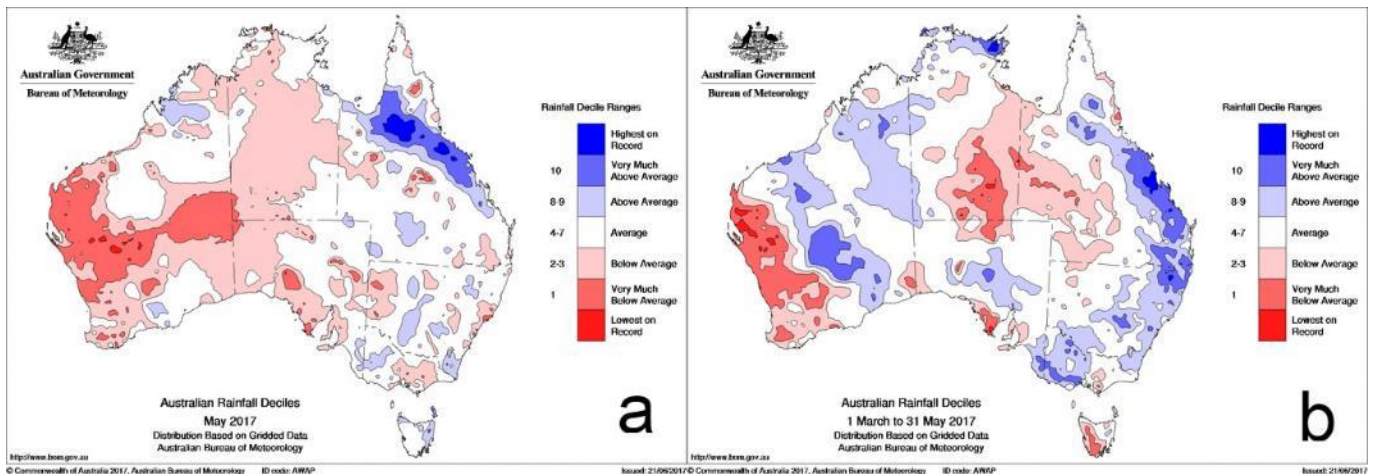 Australian Government
Bureau of Meteorology
Rainfall Decile Ranges
Highest on
Record
10
Very Much
Above Average
8-9
Above Average
4-7
Average
2-3
Below Average
1
Very Much
Below Average
Lowest on
Record
Australian Rainfall Deciles
May 2017
Distribution Based on Gridded Data
Australian Bureau of Meteorology
a
http://www.bom.gov.au
© Commonwealth of Australia 2017, Australian Bureau of Meteorology
ID code: AWAP
Issued: 21/06/2017
Australian Government
Bureau of Meteorology
Rainfall Decile Ranges
Highest on
Record
10
Very Much
Above Average
8-9
Above Average
4-7
Average
2-3
Below Average
1
Very Much
Below Average
Lowest on
Record
Australian Rainfall Deciles
1 March to 31 May 2017
Distribution Based on Gridded Data
Australian Bureau of Meteorology
b
http://www.bom.gov.au
© Commonwealth of Australia 2017, Australian Bureau of Meteorology
ID code: AWAP
Issued: 21/06/2017